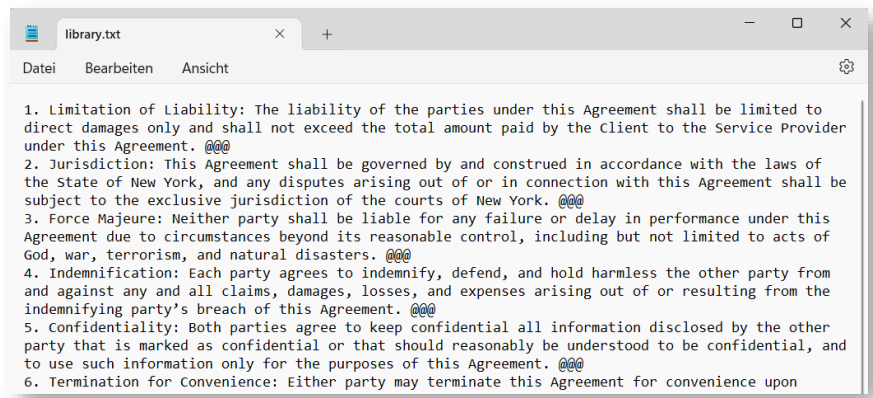 library.txt
Datei Bearbeiten Ansicht
1. Limitation of Liability: The liability of the parties under this Agreement shall be limited to
direct damages only and shall not exceed the total amount paid by the Client to the Service Provider
under this Agreement. @@@
2. Jurisdiction: This Agreement shall be governed by and construed in accordance with the laws of
the State of New York, and any disputes arising out of or in connection with this Agreement shall be
subject to the exclusive jurisdiction of the courts of New York. @@@
3. Force Majeure: Neither party shall be liable for any failure or delay in performance under this
Agreement due to circumstances beyond its reasonable control, including but not limited to acts of
God, war, terrorism, and natural disasters. @@@
4. Indemnification: Each party agrees to indemnify, defend, and hold harmless the other party from
and against any and all claims, damages, losses, and expenses arising out of or resulting from the
indemnifying party’s breach of this Agreement. @@@
5. Confidentiality: Both parties agree to keep confidential all information disclosed by the other
party that is marked as confidential or that should reasonably be understood to be confidential, and
to use such information only for the purposes of this Agreement. @@@
6. Termination for Convenience: Either party may terminate this Agreement for convenience upon